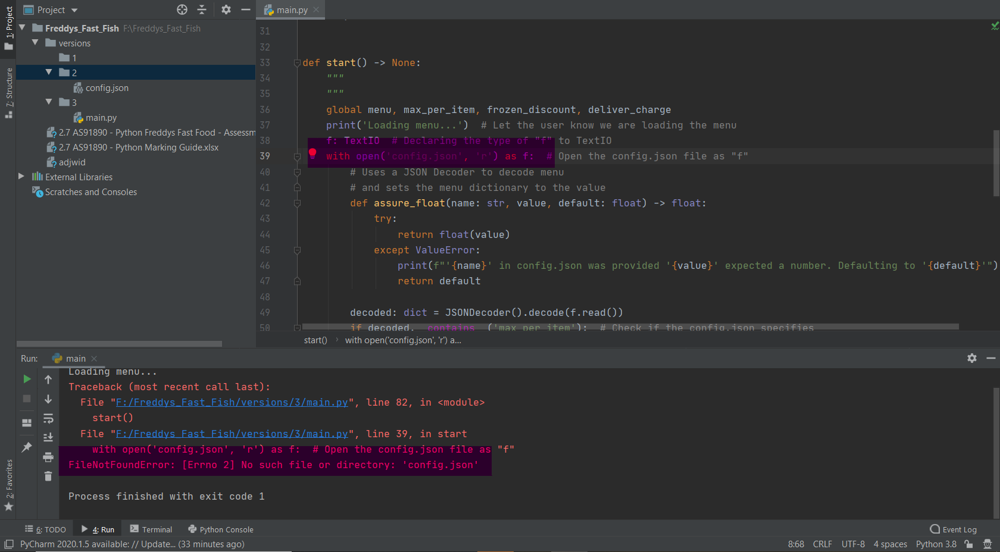 Project
main.py
1: Project
7: Structure
2: Favorites
Freddys_Fast_Fish F:\Freddys_Fast_Fish
versions
1
2
config.json
3
main.py
2.7 AS91890 - Python Freddys Fast Food - Assessm
2.7 AS91890 - Python Marking Guide.xlsx
adjwid
External Libraries
Scratches and Consoles
31
32
33 def start() -> None:
34 """
35 """
36 global menu, max_per_item, frozen_discount, deliver_charge
37 print('Loading menu...')  # Let the user know we are loading the menu
38 f: TextIO  # Declaring the type of "f" to TextIO
39 with open('config.json', 'r') as f:  # Open the config.json file as "f"
40 # Uses a JSON Decoder to decode menu
41 # and sets the menu dictionary to the value
42 def assure_float(name: str, value, default: float) -> float:
43 try:
44 return float(value)
45 except ValueError:
46 print(f"'{name}' in config.json was provided '{value}' expected a number. Defaulting to '{default}'")
47 return default
48
49 decoded: dict = JSONDecoder().decode(f.read())
50 if decoded.__contains__('max_per_item'):  # Check if the config.json specifies
start() › with open('config.json', 'r') a...
Run: main
Loading menu...
Traceback (most recent call last):
File "F:/Freddys_Fast_Fish/versions/3/main.py", line 82, in <module>
start()
File "F:/Freddys_Fast_Fish/versions/3/main.py", line 39, in start
with open('config.json', 'r') as f:  # Open the config.json file as "f"
FileNotFoundError: [Errno 2] No such file or directory: 'config.json'
Process finished with exit code 1
6: TODO 4: Run Terminal Python Console Event Log
PyCharm 2020.1.5 available: // Update... (33 minutes ago) 8:68 CRLF UTF-8 4 spaces Python 3.8